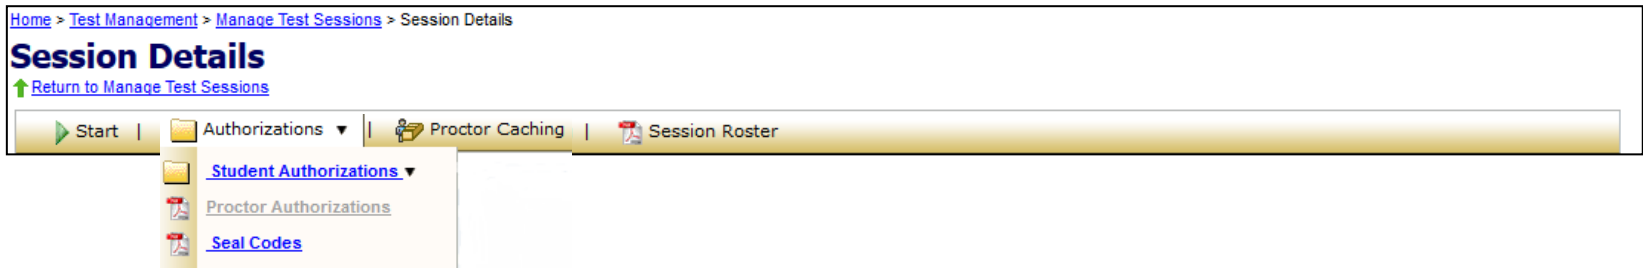 Home > Test Management > Manage Test Sessions > Session Details
Session Details
Return to Manage Test Sessions
Start | Authorizations ▼ | Proctor Caching | Session Roster
Student Authorizations ▼
Proctor Authorizations
Seal Codes